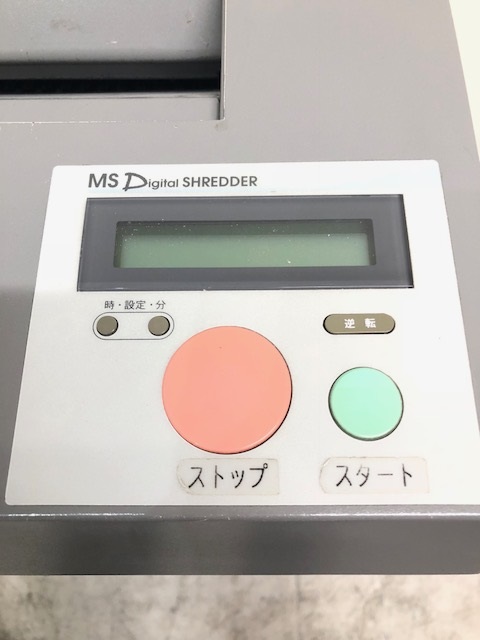 MS Digital SHREDDER
時・設定・分
逆転
ストップ
スタート